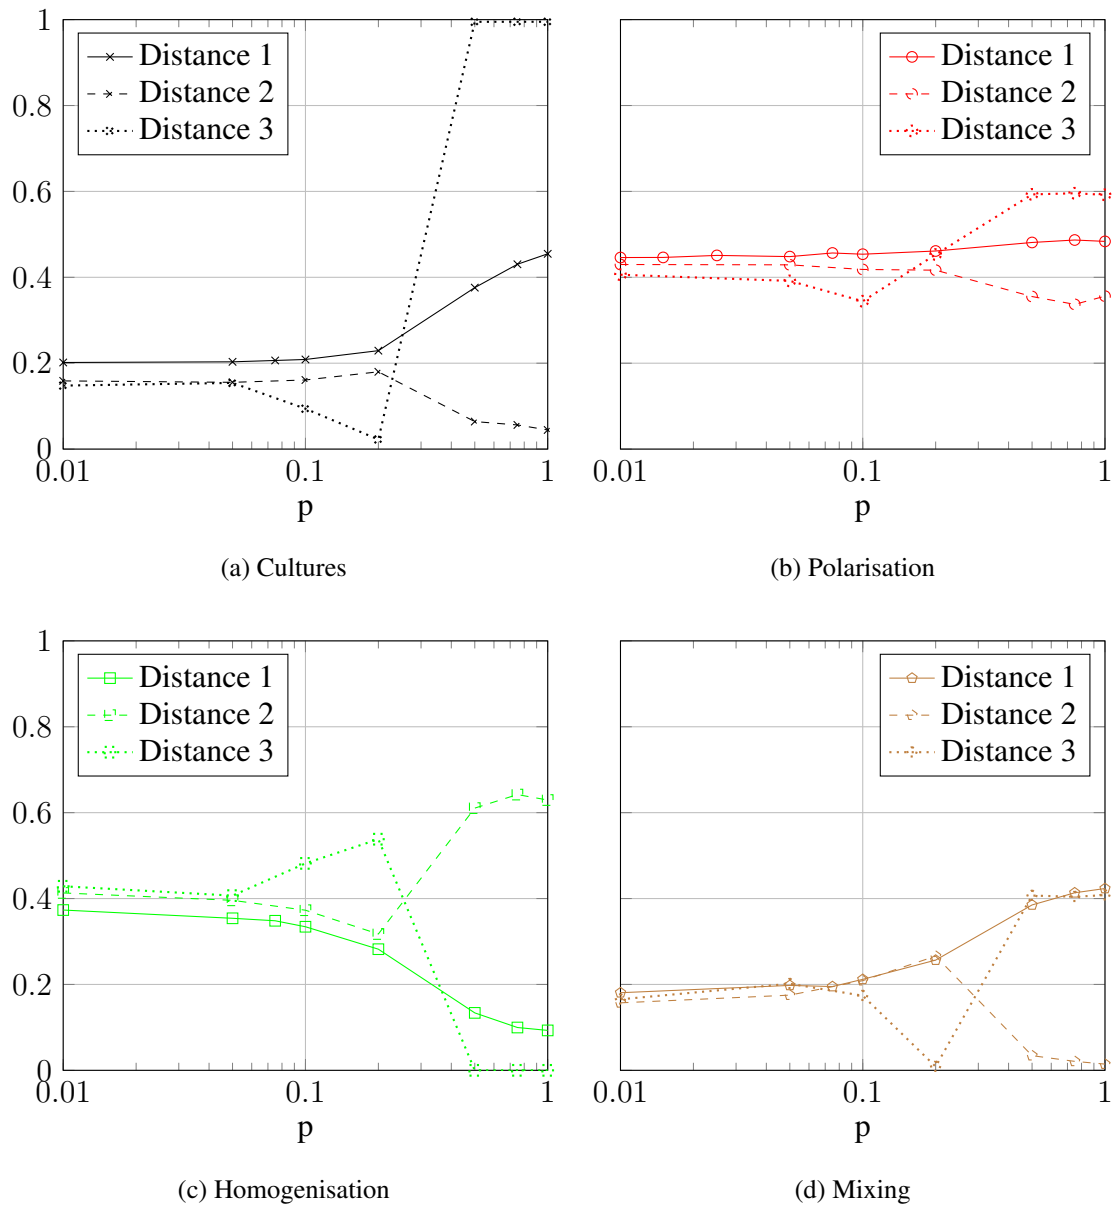 1
0.8
0.6
0.4
0.2
0
0.01
0.1
1
p
Distance 1
Distance 2
Distance 3
(a) Cultures
Distance 1
Distance 2
Distance 3
0.01
0.1
1
p
(b) Polarisation
1
0.8
0.6
0.4
0.2
0
0.01
0.1
1
p
Distance 1
Distance 2
Distance 3
(c) Homogenisation
Distance 1
Distance 2
Distance 3
0.01
0.1
1
p
(d) Mixing